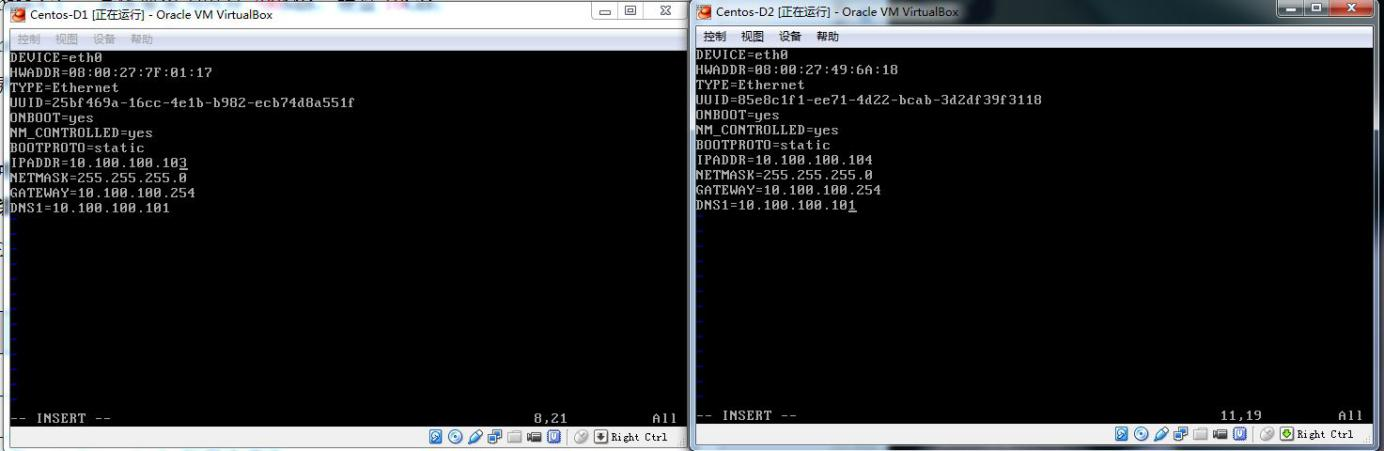 Centos-D1 [正在运行] - Oracle VM VirtualBox
控制 视图 设备 帮助
DEVICE=eth0
HWADDR=08:00:27:7F:01:17
TYPE=Ethernet
UUID=25bf469a-16cc-4e1b-b982-ecb74d8a551f
ONBOOT=yes
NM_CONTROLLED=yes
BOOTPROTO=static
IPADDR=10.100.100.103
NETMASK=255.255.255.0
GATEWAY=10.100.100.254
DNS1=10.100.100.101
-- INSERT -- 8,21 All
Right Ctrl
Centos-D2 [正在运行] - Oracle VM VirtualBox
控制 视图 设备 帮助
DEVICE=eth0
HWADDR=08:00:27:49:6A:18
TYPE=Ethernet
UUID=85e8c1f1-ee71-4d22-bcab-3d2df39f3118
ONBOOT=yes
NM_CONTROLLED=yes
BOOTPROTO=static
IPADDR=10.100.100.104
NETMASK=255.255.255.0
GATEWAY=10.100.100.254
DNS1=10.100.100.101
-- INSERT -- 11,19 All
Right Ctrl